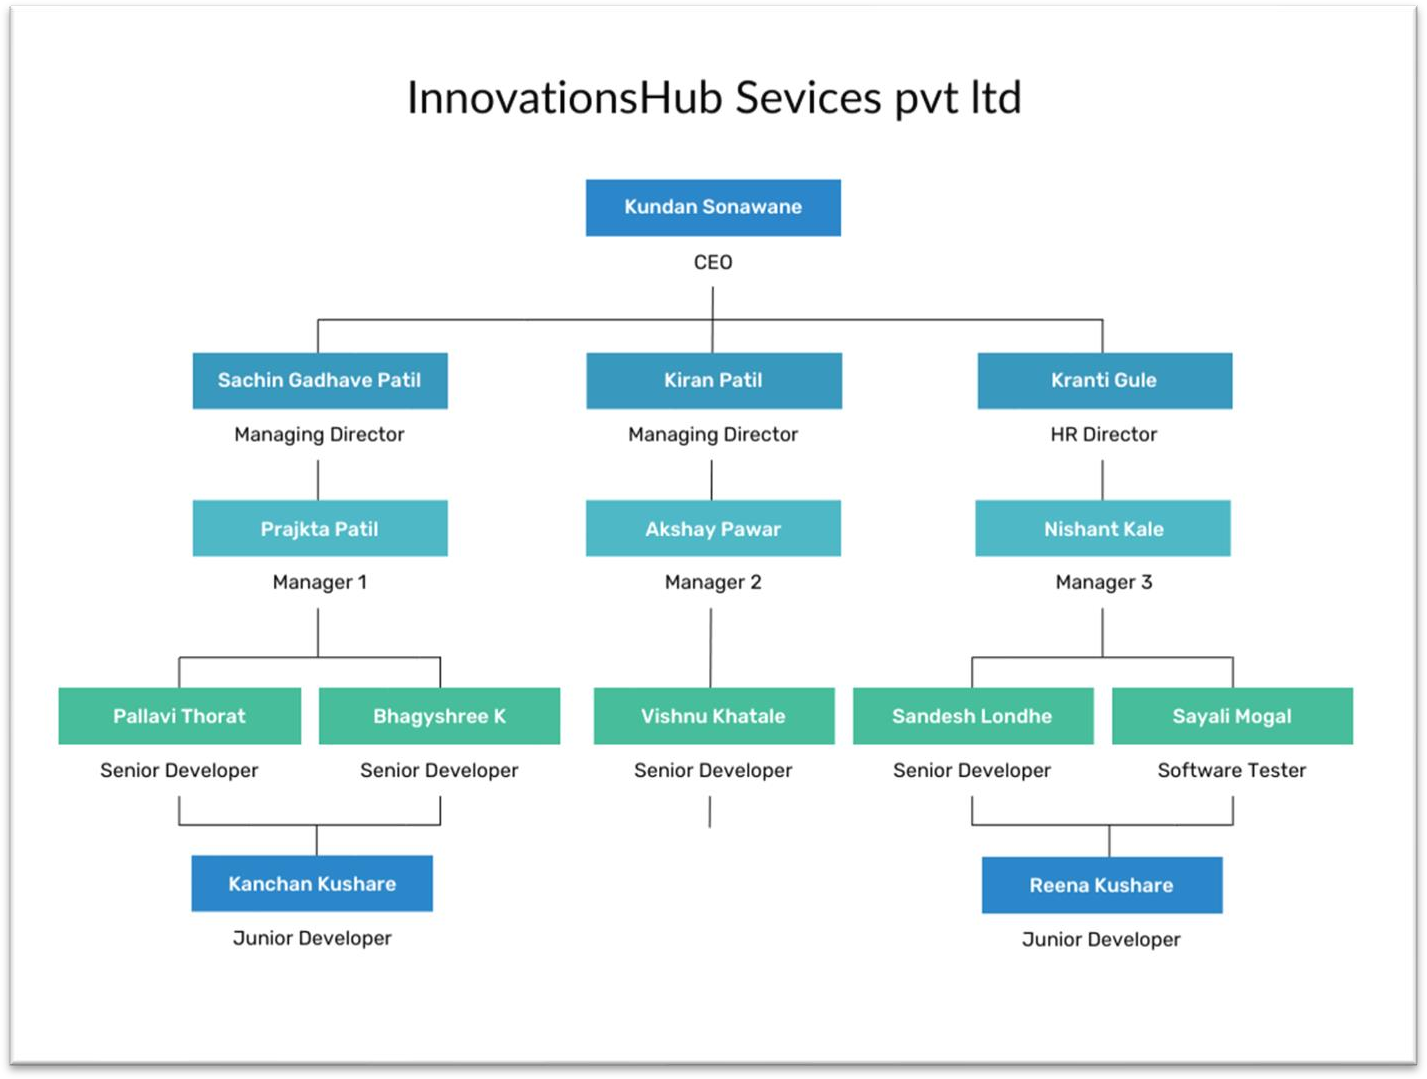 InnovationsHub Sevices pvt ltd
Kundan Sonawane
CEO
Sachin Gadhave Patil
Kiran Patil
Kranti Gule
Managing Director
Managing Director
HR Director
Prajkta Patil
Akshay Pawar
Nishant Kale
Manager 1
Manager 2
Manager 3
Pallavi Thorat
Bhagyshree K
Vishnu Khatale
Sandesh Londhe
Sayali Mogal
Senior Developer
Senior Developer
Senior Developer
Senior Developer
Software Tester
Kanchan Kushare
Reena Kushare
Junior Developer
Junior Developer